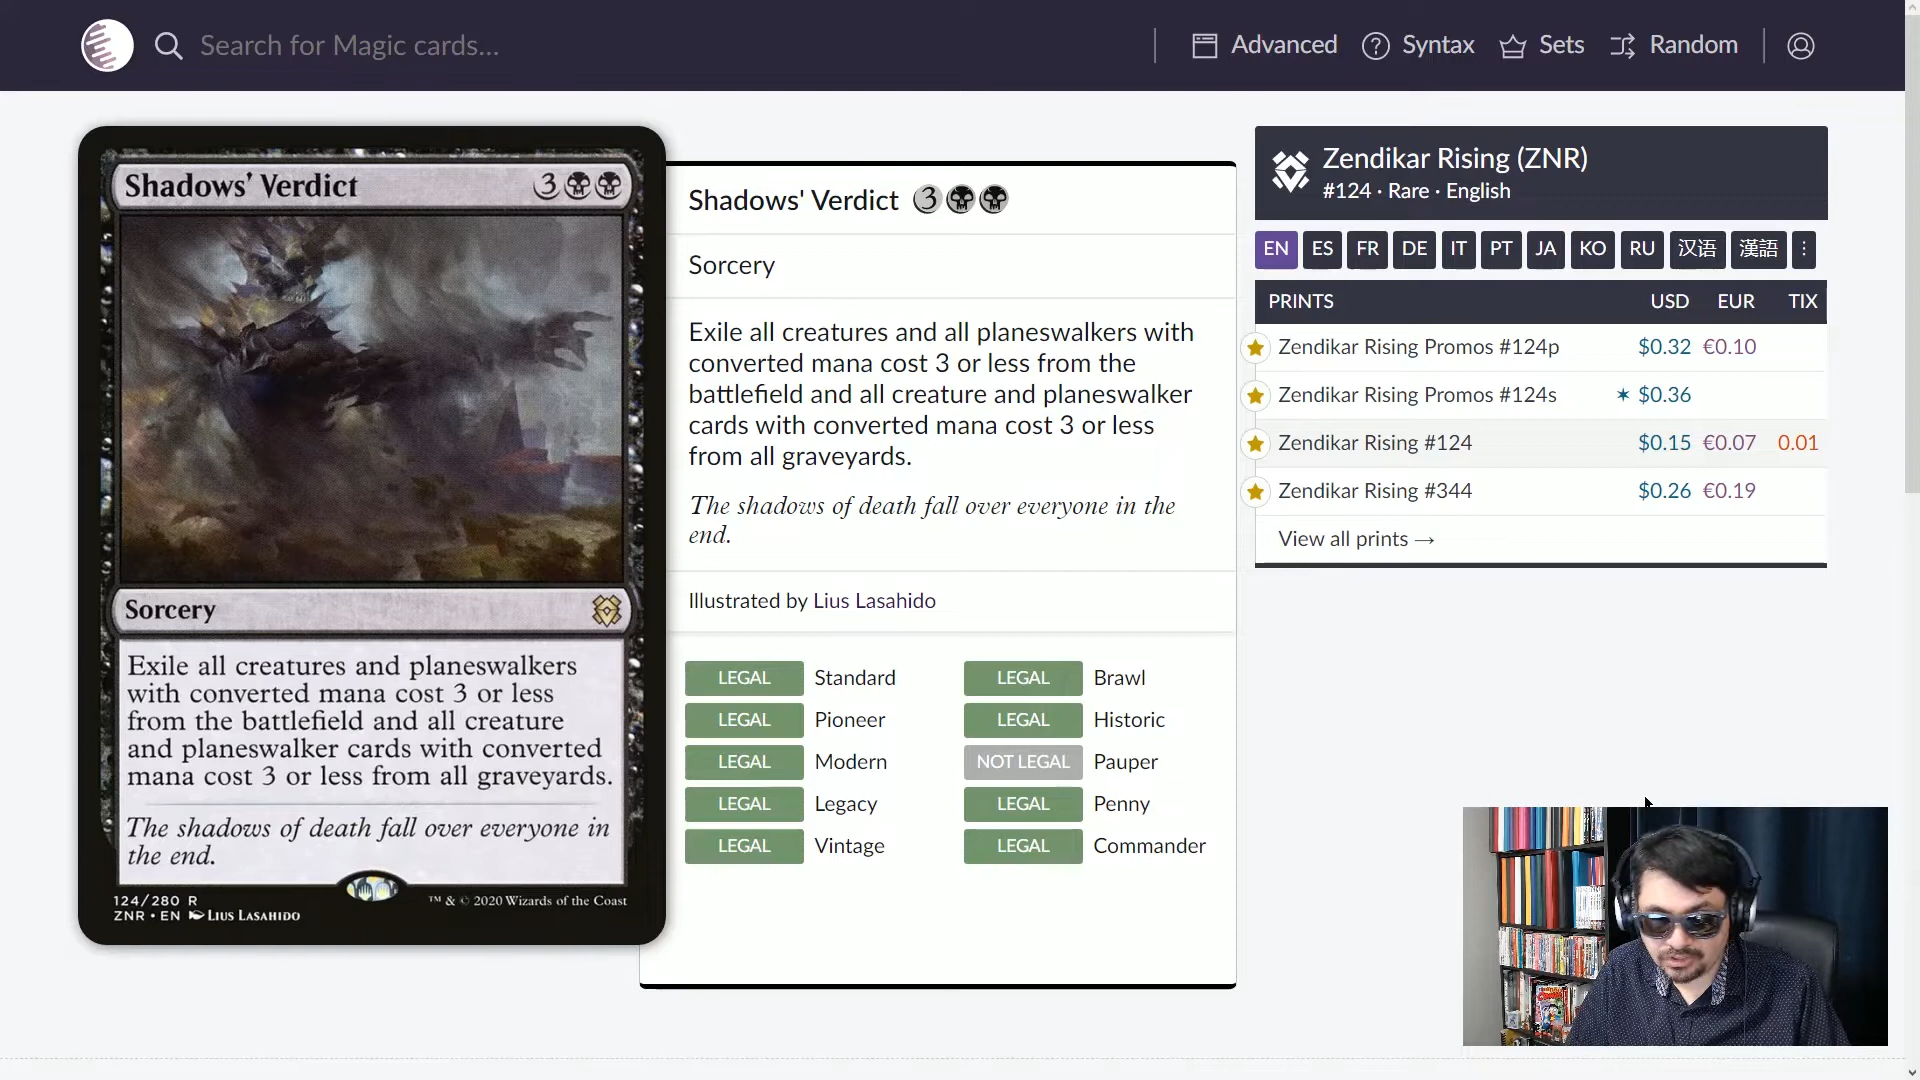 Search for Magic cards...
Advanced
Syntax
Sets
Random
Shadows' Verdict 3
Sorcery
Exile all creatures and planeswalkers
with converted mana cost 3 or less
from the battlefield and all creature
and planeswalker cards with converted
mana cost 3 or less from all graveyards.
The shadows of death fall over everyone in
the end.
124/280 R
ZNR • EN Lius Lasahido
™ & © 2020 Wizards of the Coast
Shadows' Verdict 3
Sorcery
Exile all creatures and all planeswalkers with
converted mana cost 3 or less from the
battlefield and all creature and planeswalker
cards with converted mana cost 3 or less
from all graveyards.
The shadows of death fall over everyone in the
end.
Illustrated by Lius Lasahido
LEGAL Standard LEGAL Brawl
LEGAL Pioneer LEGAL Historic
LEGAL Modern NOT LEGAL Pauper
LEGAL Legacy LEGAL Penny
LEGAL Vintage LEGAL Commander
Zendikar Rising (ZNR)
#124 · Rare · English
EN ES FR DE IT PT JA KO RU 汉语 漢語
PRINTS USD EUR TIX
Zendikar Rising Promos #124p $0.32 €0.10
Zendikar Rising Promos #124s ✶ $0.36
Zendikar Rising #124 $0.15 €0.07 0.01
Zendikar Rising #344 $0.26 €0.19
View all prints →